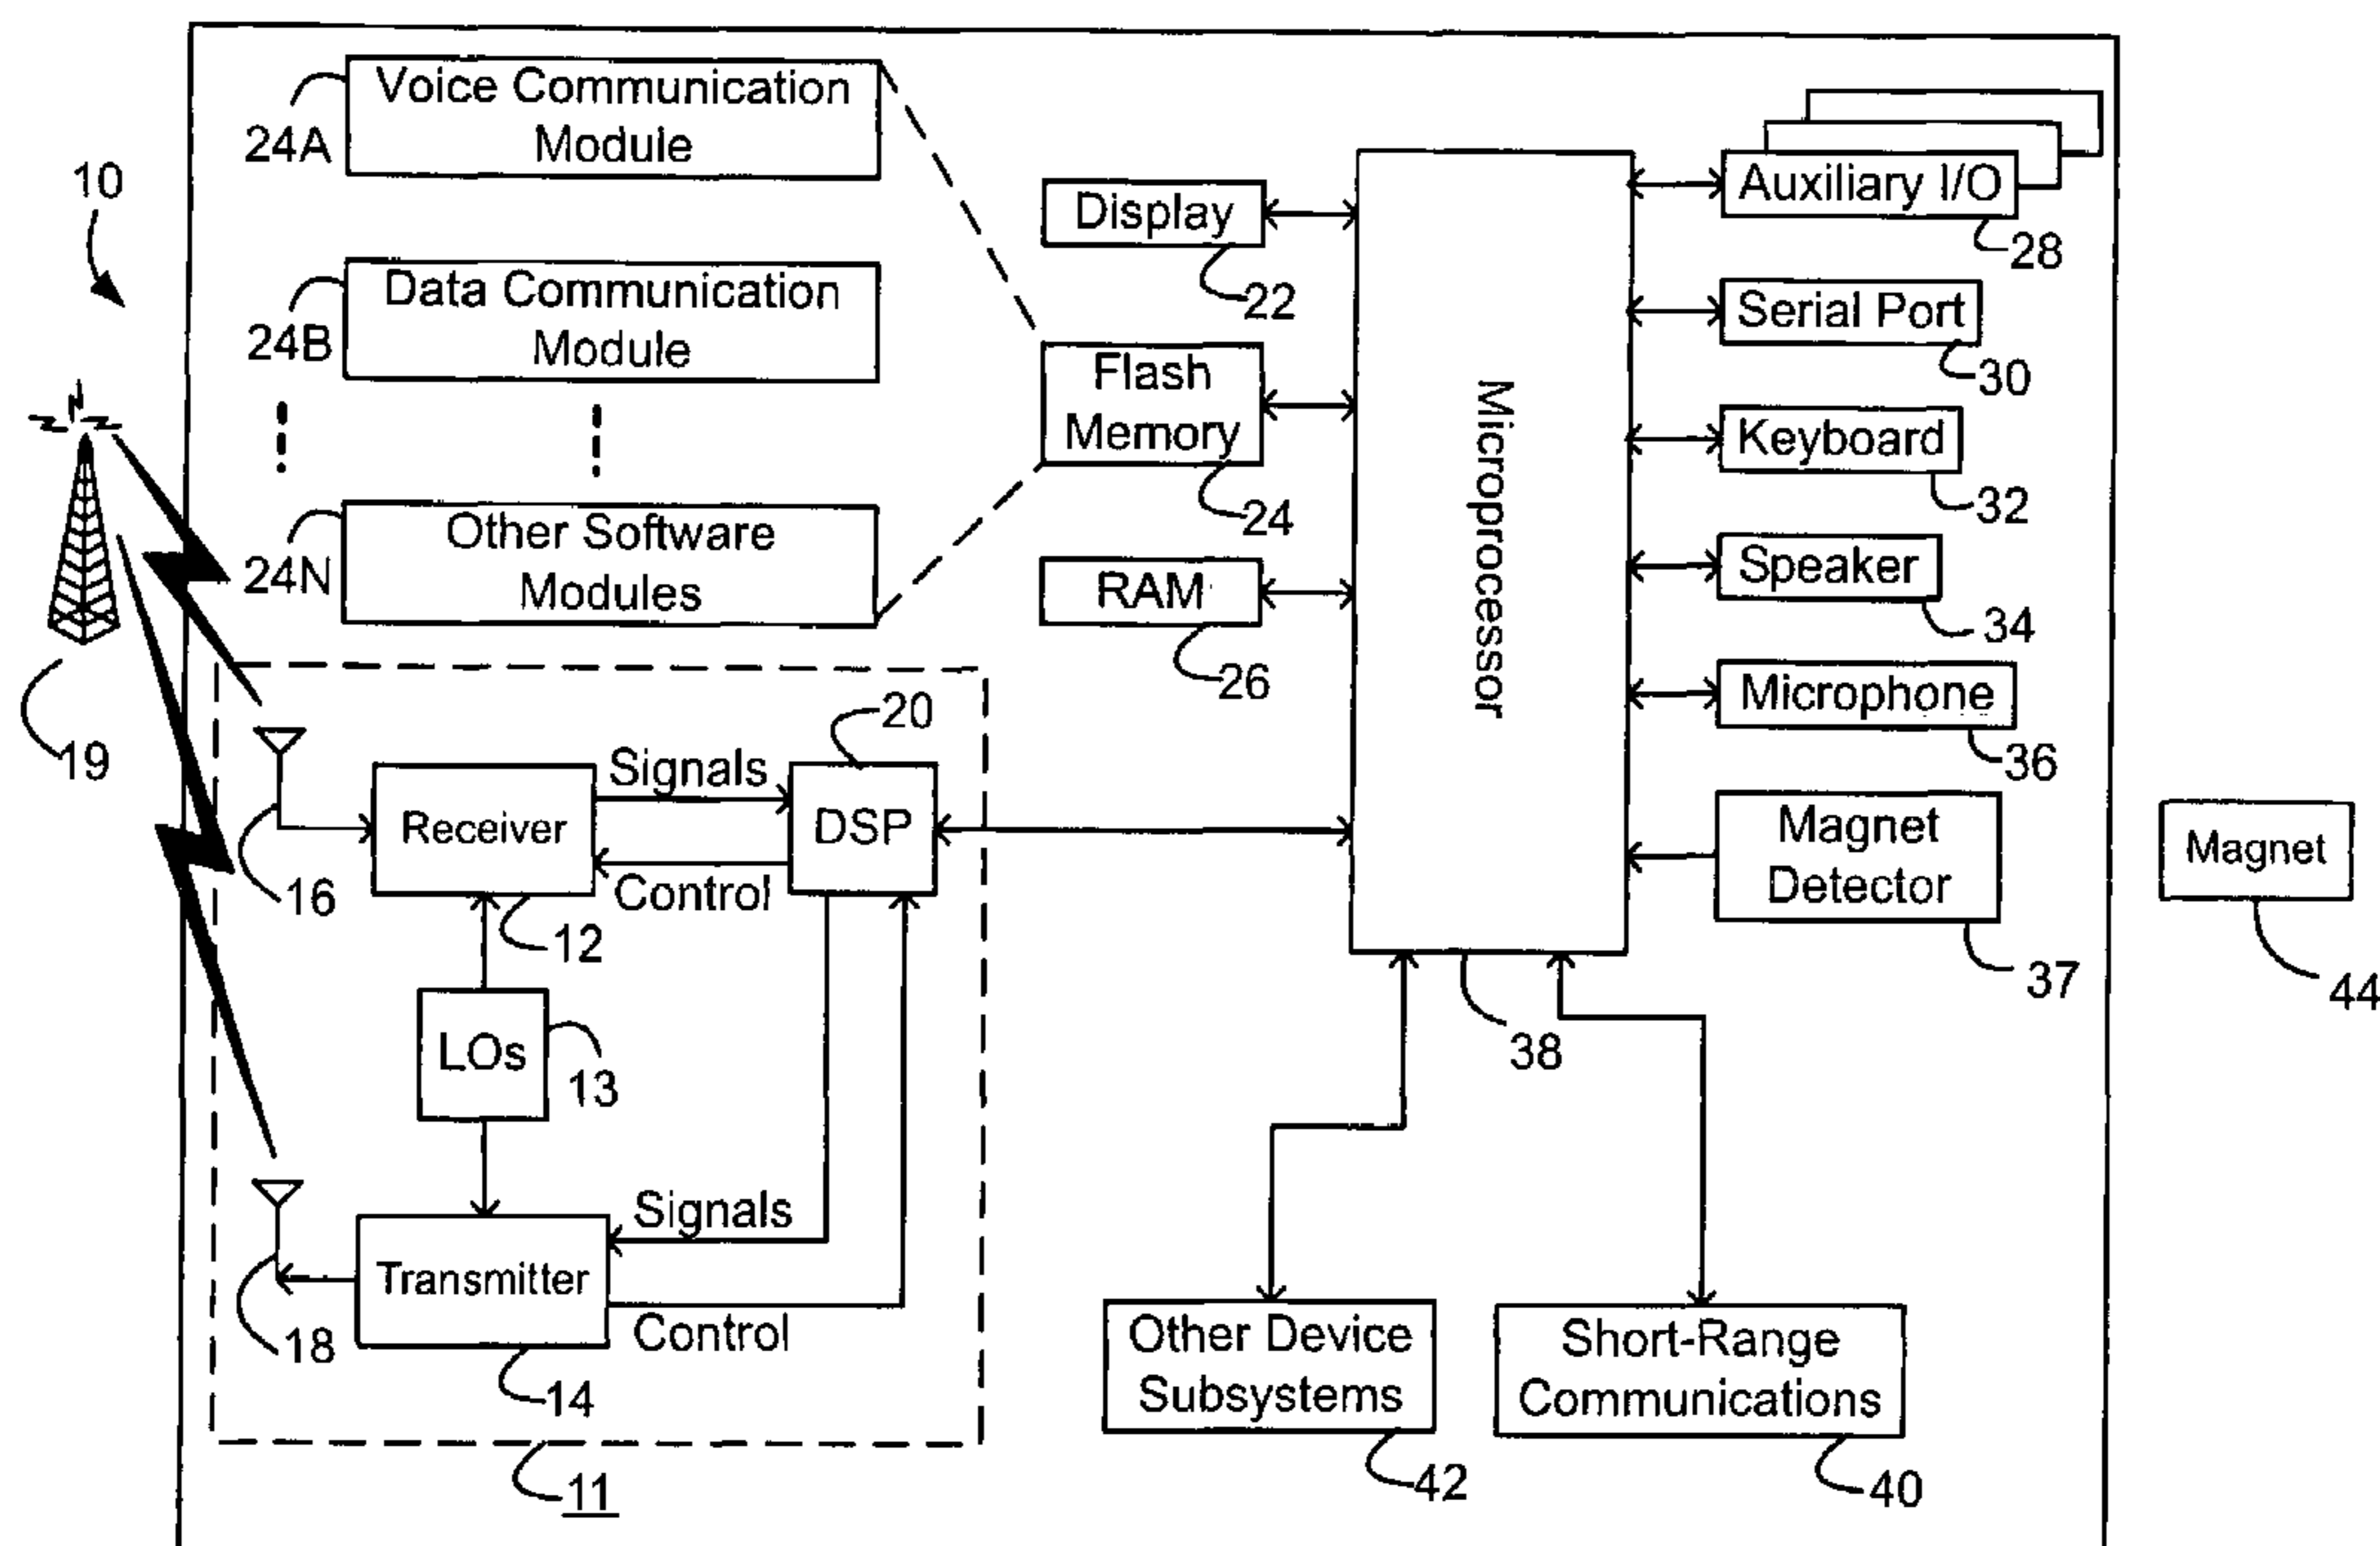 Voice Communication
Module
24A
10
Data Communication
Module
24B
Other Software
Modules
24N
19
Display
22
Flash
Memory
24
RAM
26
Microprocessor
38
Auxiliary I/O
28
Serial Port
30
Keyboard
32
Speaker
34
Microphone
36
Magnet
Detector
37
Magnet
44
20
Signals
Receiver
DSP
Control
16
12
LOs
13
Signals
Transmitter
Control
18
14
11
Other Device
Subsystems
42
Short-Range
Communications
40